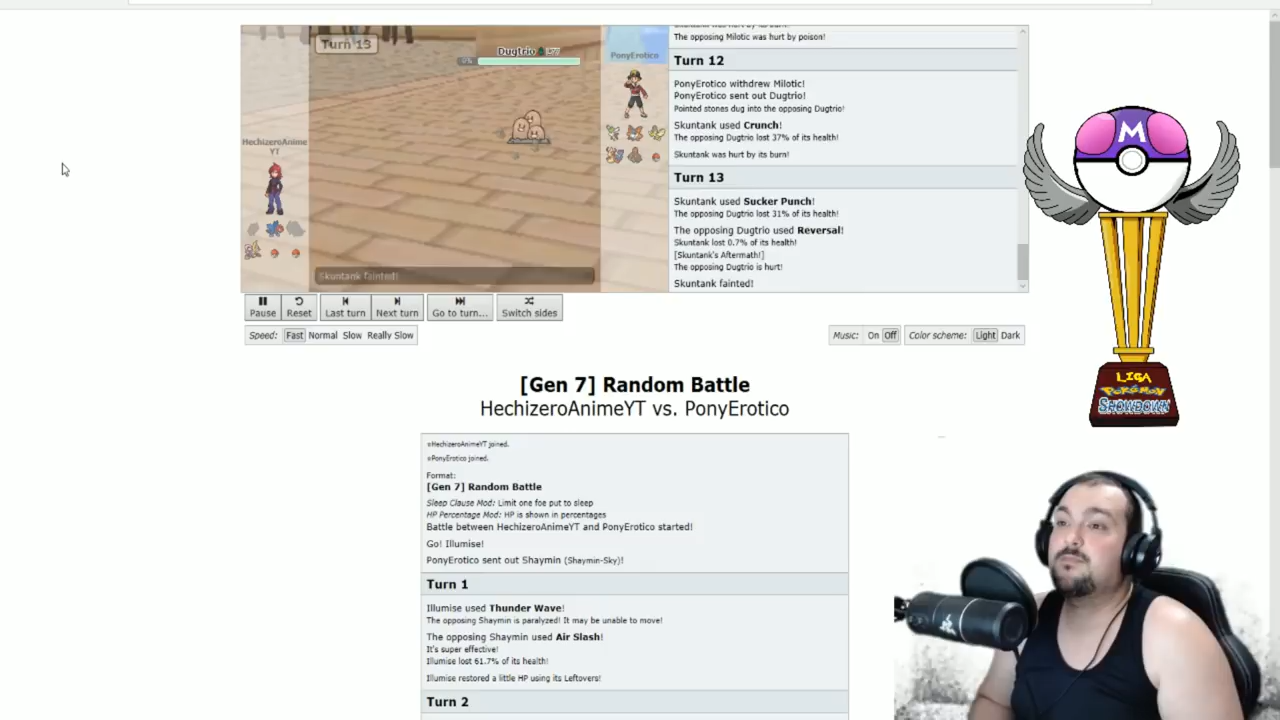 Turn 13
Dugtrio L77
0%
Skuntank fainted!
HechizeroAnime
YT
PonyErotico
The opposing Milotic was hurt by poison!
Turn 12
PonyErotico withdrew Milotic!
PonyErotico sent out Dugtrio!
Pointed stones dug into the opposing Dugtrio!
Skuntank used Crunch!
The opposing Dugtrio lost 37% of its health!
Skuntank was hurt by its burn!
Turn 13
Skuntank used Sucker Punch!
The opposing Dugtrio lost 31% of its health!
The opposing Dugtrio used Reversal!
Skuntank lost 0.7% of its health!
[Skuntank's Aftermath!]
The opposing Dugtrio is hurt!
Skuntank fainted!
Pause Reset Last turn Next turn Go to turn... Switch sides
Speed: Fast Normal Slow Really Slow
Music: On Off Color scheme: Light Dark
M
LIGA
POKÉMON
SHOWDOWN
[Gen 7] Random Battle
HechizeroAnimeYT vs. PonyErotico
☆HechizeroAnimeYT joined.
☆PonyErotico joined.
Format:
[Gen 7] Random Battle
Sleep Clause Mod: Limit one foe put to sleep
HP Percentage Mod: HP is shown in percentages
Battle between HechizeroAnimeYT and PonyErotico started!
Go! Illumise!
PonyErotico sent out Shaymin (Shaymin-Sky)!
Turn 1
Illumise used Thunder Wave!
The opposing Shaymin is paralyzed! It may be unable to move!
The opposing Shaymin used Air Slash!
It's super effective!
Illumise lost 61.7% of its health!
Illumise restored a little HP using its Leftovers!
Turn 2